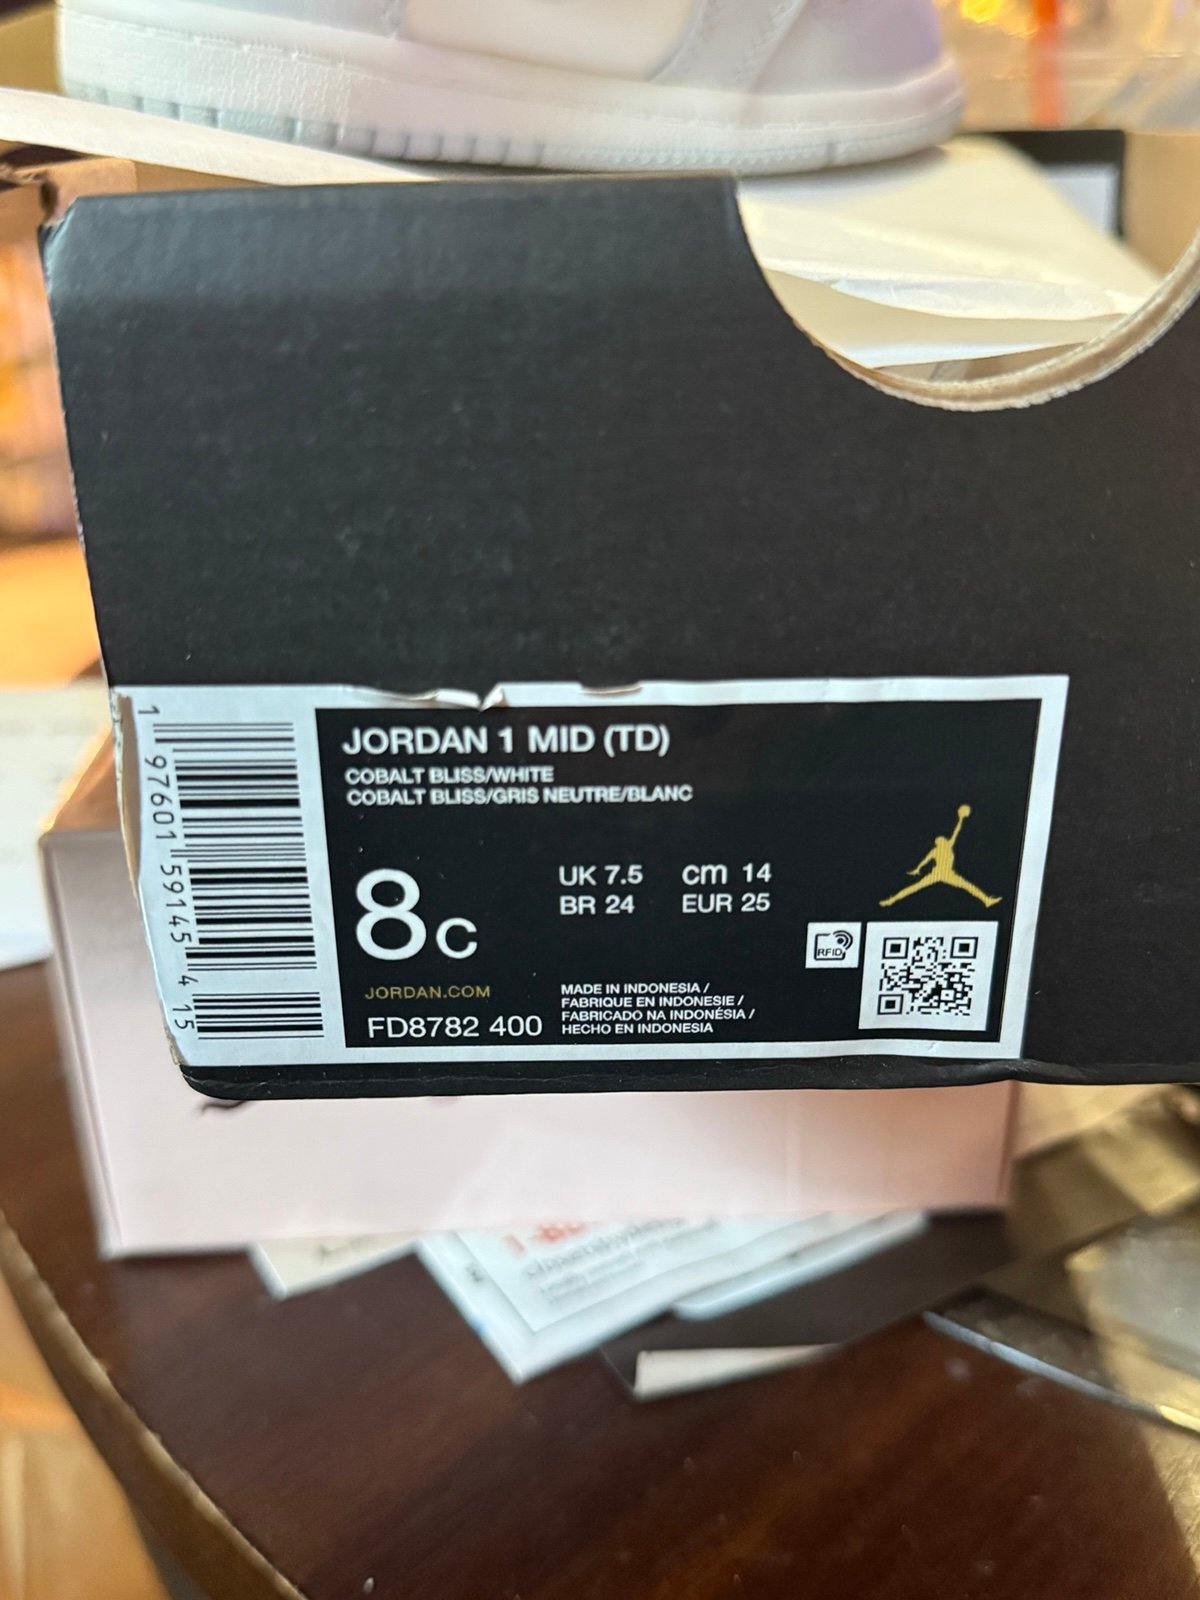 JORDAN 1 MID (TD)
COBALT BLISS/WHITE
COBALT BLISS/GRIS NEUTRE/BLANC
8C
UK 7.5 cm 14
BR 24 EUR 25
RFID
JORDAN.COM
FD8782 400
MADE IN INDONESIA /
FABRIQUE EN INDONESIE /
FABRICADO NA INDONÉSIA /
HECHO EN INDONESIA
1 97601 59145 4 15